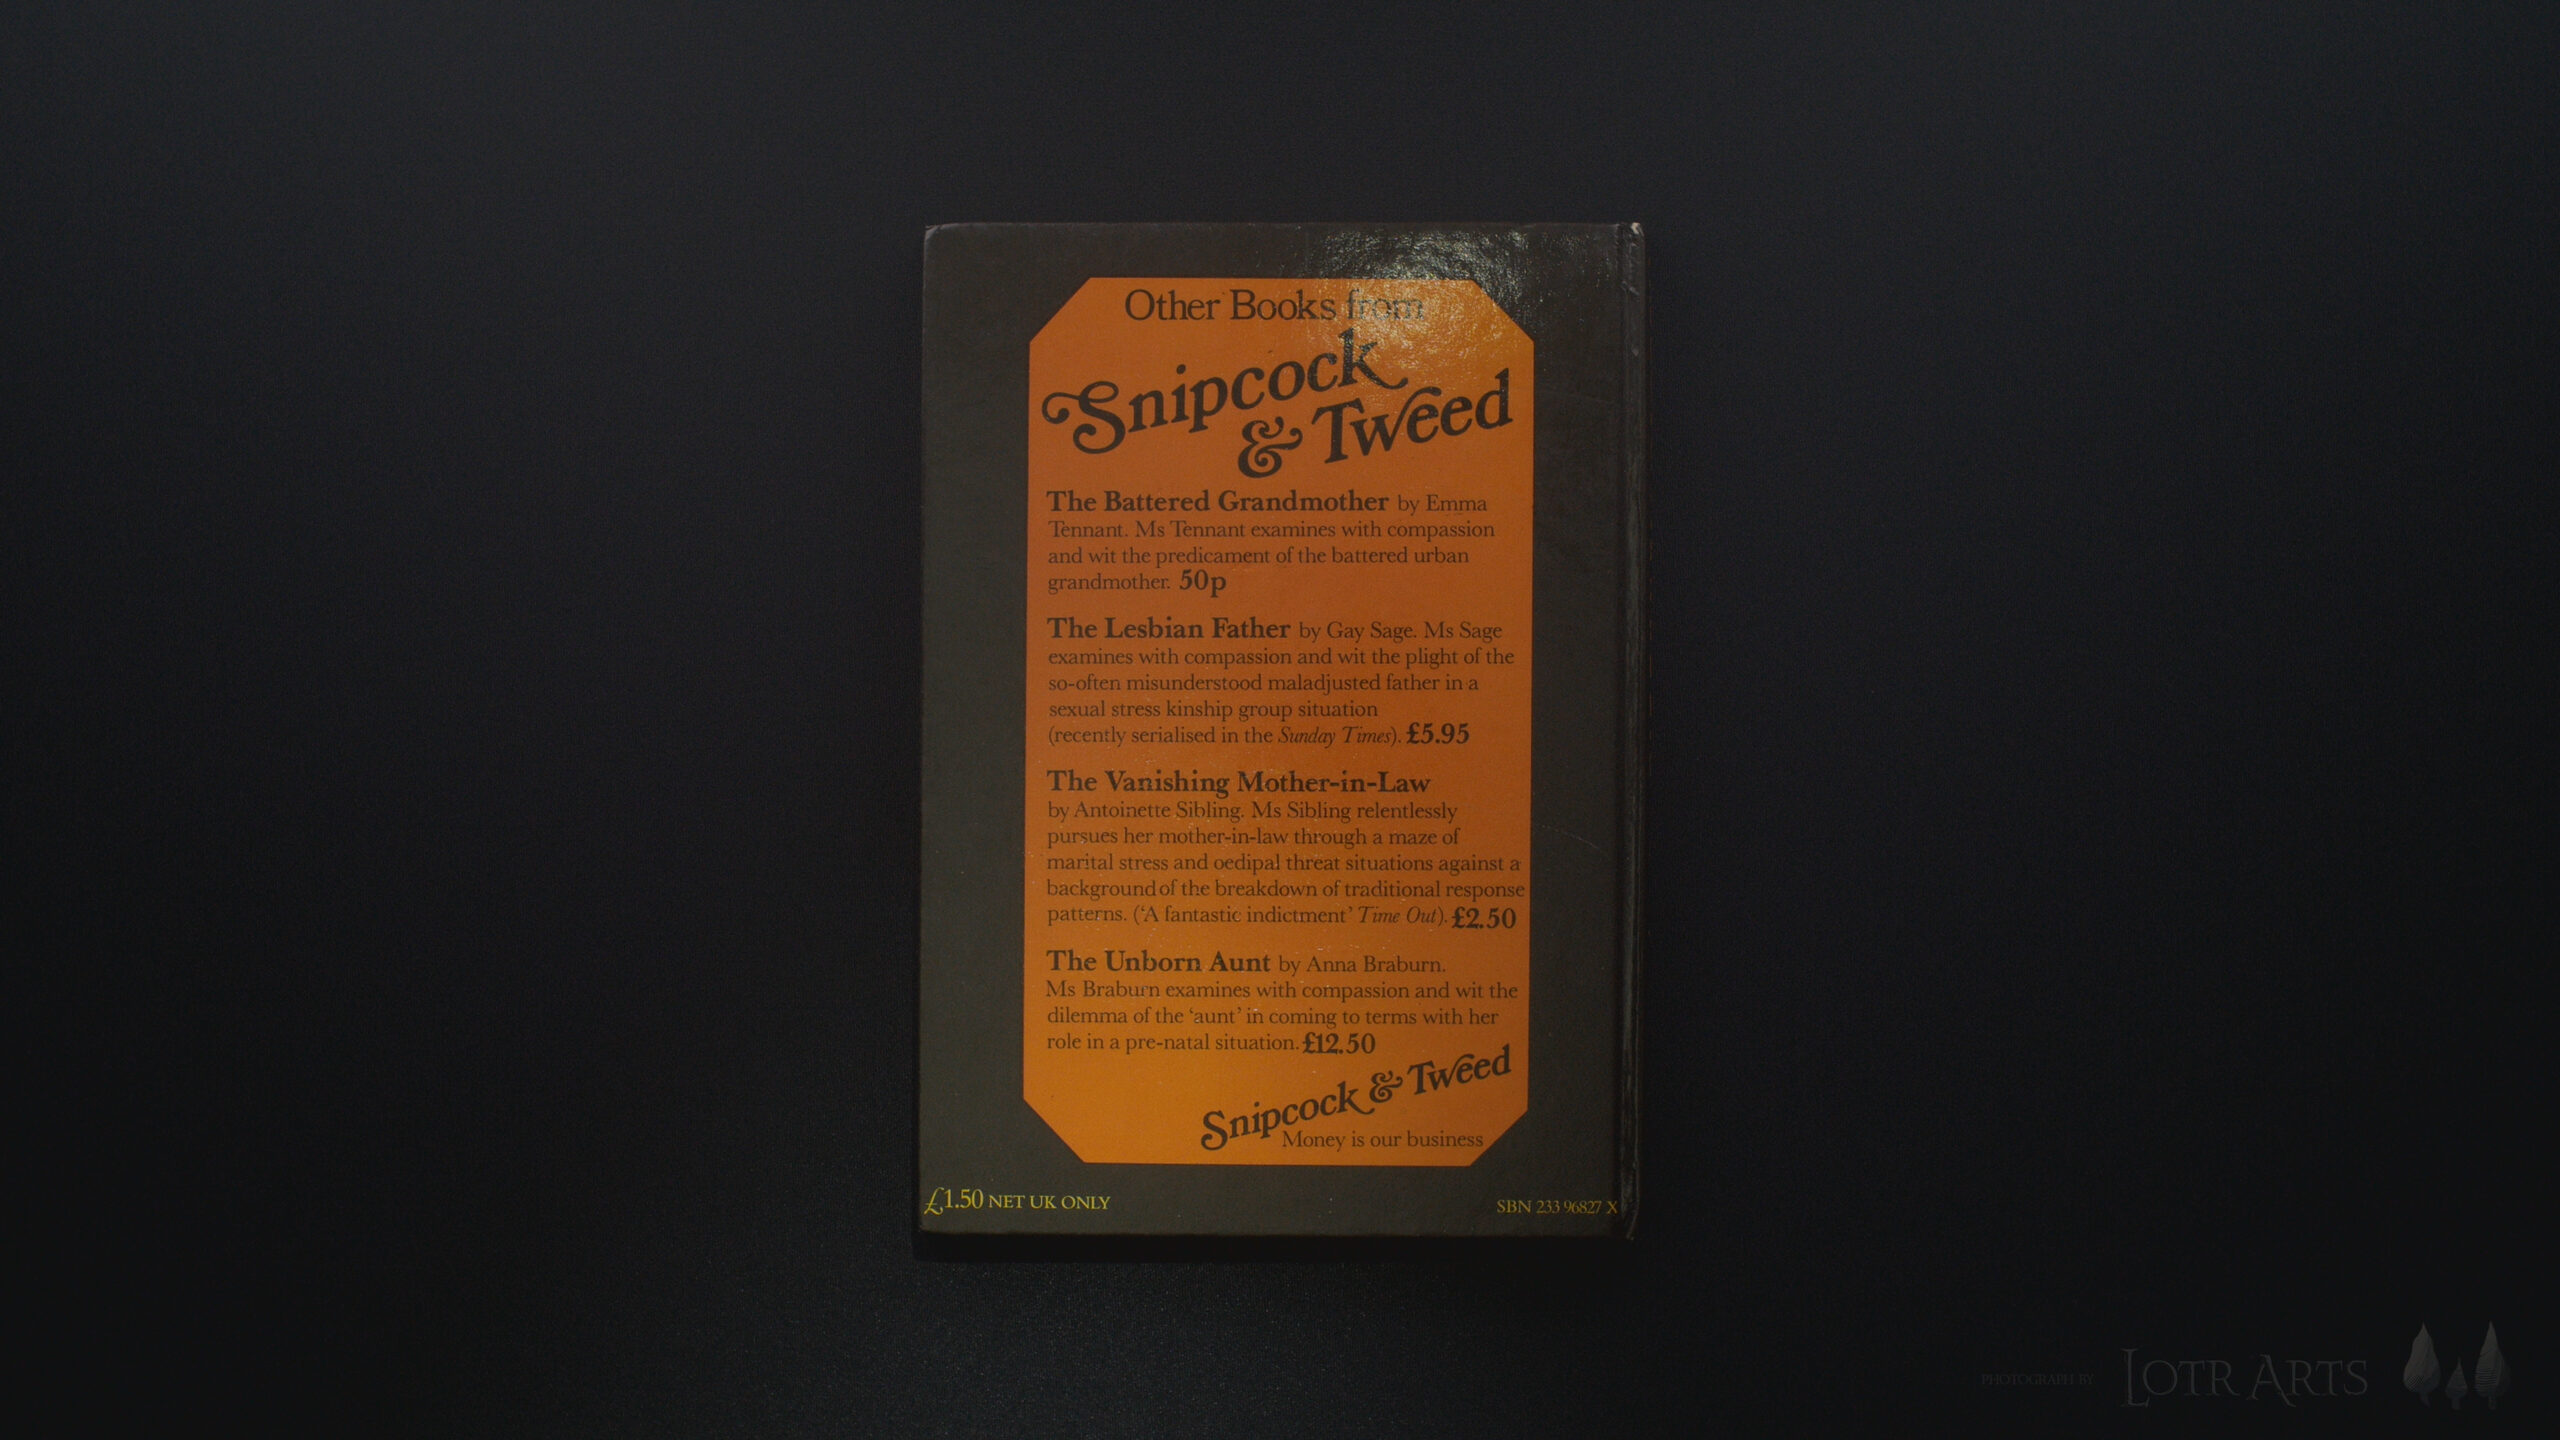 Other Books from
Snipcock
& Tweed
The Battered Grandmother by Emma
Tennant. Ms Tennant examines with compassion
and wit the predicament of the battered urban
grandmother. 50p
The Lesbian Father by Gay Sage. Ms Sage
examines with compassion and wit the plight of the
so-often misunderstood maladjusted father in a
sexual stress kinship group situation
(recently serialised in the Sunday Times). £5.95
The Vanishing Mother-in-Law
by Antoinette Sibling. Ms Sibling relentlessly
pursues her mother-in-law through a maze of
marital stress and oedipal threat situations against a
background of the breakdown of traditional response
patterns. (‘A fantastic indictment’ Time Out). £2.50
The Unborn Aunt by Anna Braburn.
Ms Braburn examines with compassion and wit the
dilemma of the ‘aunt’ in coming to terms with her
role in a pre-natal situation. £12.50
Snipcock & Tweed
Money is our business
£1.50 NET UK ONLY
SBN 233 96827 X
PHOTOGRAPH BY LOTR ARTS